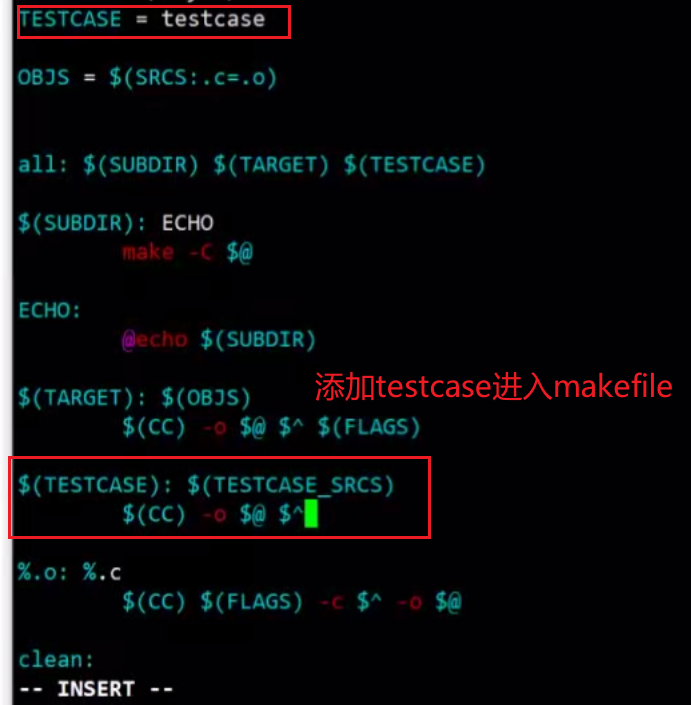 TESTCASE = testcase
OBJS = $(SRCS:.c=.o)
all: $(SUBDIR) $(TARGET) $(TESTCASE)
$(SUBDIR): ECHO
make -C $@
ECHO:
@echo $(SUBDIR)
$(TARGET): $(OBJS)
添加testcase进入makefile
$(CC) -o $@ $^ $(FLAGS)
$(TESTCASE): $(TESTCASE_SRCS)
$(CC) -o $@ $^
%.o: %.c
$(CC) $(FLAGS) -c $^ -o $@
clean:
-- INSERT --